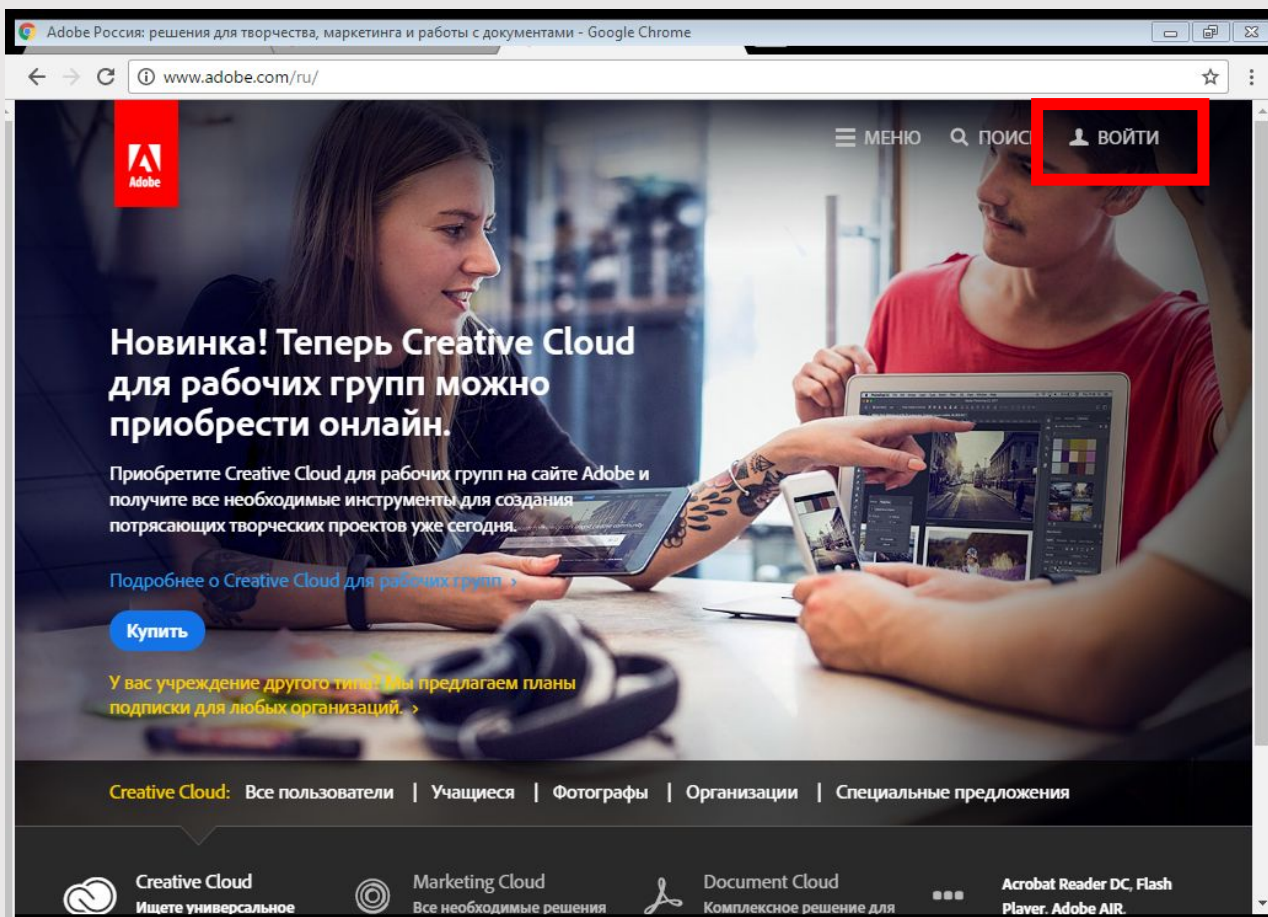 Adobe Россия: решения для творчества, маркетинга и работы с документами - Google Chrome
www.adobe.com/ru/
Adobe
МЕНЮ ПОИС ВОЙТИ
Новинка! Теперь Creative Cloud
для рабочих групп можно
приобрести онлайн.
Приобретите Creative Cloud для рабочих групп на сайте Adobe и
получите все необходимые инструменты для создания
потрясающих творческих проектов уже сегодня.
Подробнее о Creative Cloud для рабочих групп ›
Купить
У вас учреждение другого типа? Мы предлагаем планы
подписки для любых организаций. ›
Creative Cloud: Все пользователи | Учащиеся | Фотографы | Организации | Специальные предложения
Creative Cloud
Ищете универсальное
Marketing Cloud
Все необходимые решения
Document Cloud
Комплексное решение для
Acrobat Reader DC, Flash
Player, Adobe AIR,